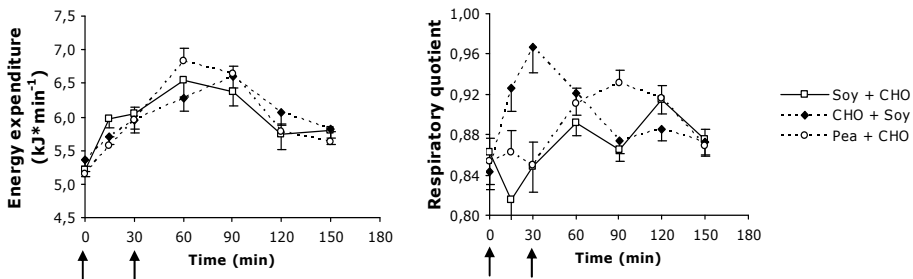 Energy expenditure
(kJ*min⁻¹)
7,5
7,0
6,5
6,0
5,5
5,0
4,5
0 30 60 90 120 150 180
Time (min)
Respiratory quotient
1,00
0,96
0,92
0,88
0,84
0,80
0 30 60 90 120 150 180
Time (min)
Soy + CHO
CHO + Soy
Pea + CHO